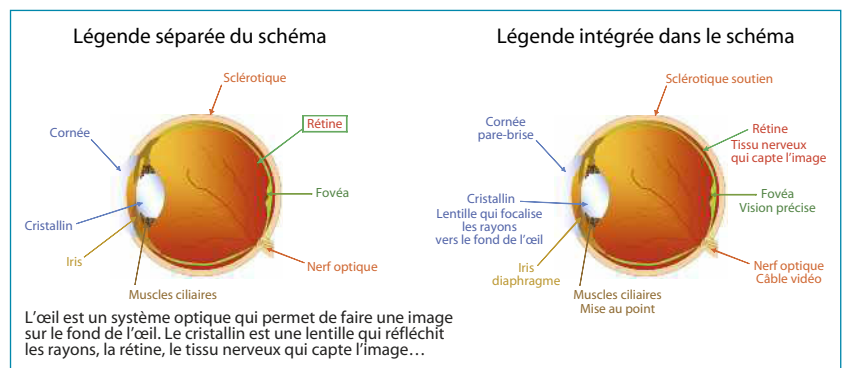 Légende séparée du schéma
Sclérotique
Rétine
Cornée
Fovéa
Cristallin
Iris
Nerf optique
Muscles ciliaires
L’œil est un système optique qui permet de faire une image
sur le fond de l’œil. Le cristallin est une lentille qui réfléchit
les rayons, la rétine, le tissu nerveux qui capte l’image…
Légende intégrée dans le schéma
Sclérotique soutien
Cornée
pare-brise
Rétine
Tissu nerveux
qui capte l’image
Cristallin
Lentille qui focalise
les rayons
vers le fond de l’œil
Fovéa
Vision précise
Iris
diaphragme
Nerf optique
Câble vidéo
Muscles ciliaires
Mise au point